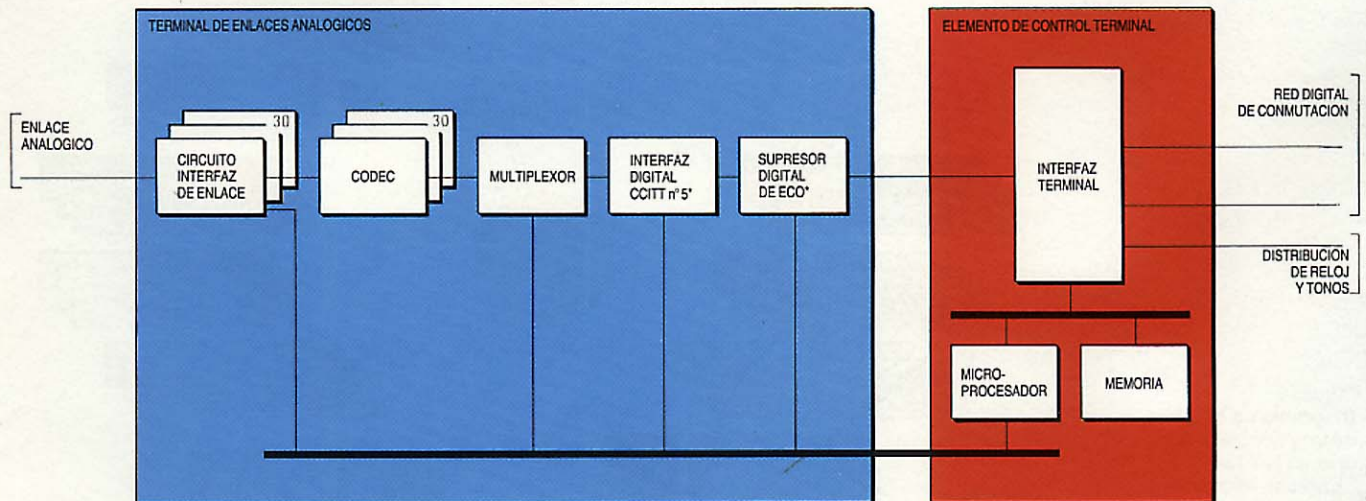 TERMINAL DE ENLACES ANALOGICOS
ELEMENTO DE CONTROL TERMINAL
ENLACE
ANALOGICO
30
CIRCUITO
INTERFAZ
DE ENLACE
30
CODEC
MULTIPLEXOR
INTERFAZ
DIGITAL
CCITT nº 5*
SUPRESOR
DIGITAL
DE ECO*
INTERFAZ
TERMINAL
RED DIGITAL
DE CONMUTACION
DISTRIBUCION
DE RELOJ
Y TONOS
MICRO-
PROCESADOR
MEMORIA